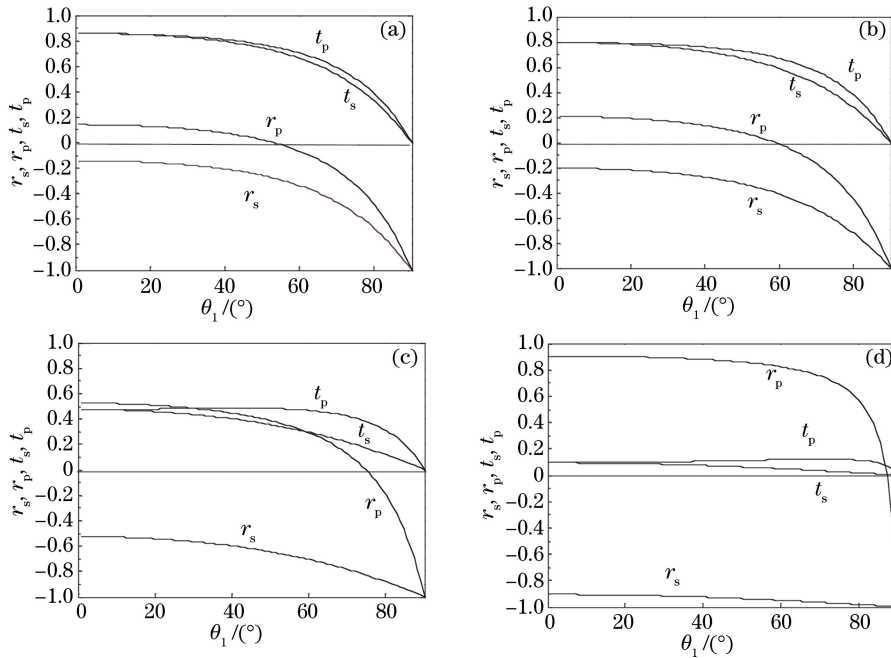 (a)
1.0
0.8
0.6
0.4
0.2
0
−0.2
−0.4
−0.6
−0.8
−1.0
r_s, r_p, t_s, t_p
t_p
t_s
r_p
r_s
0 20 40 60 80
θ_1/(°)
(b)
1.0
0.8
0.6
0.4
0.2
0
−0.2
−0.4
−0.6
−0.8
−1.0
r_s, r_p, t_s, t_p
t_p
t_s
r_p
r_s
0 20 40 60 80
θ_1/(°)
(c)
1.0
0.8
0.6
0.4
0.2
0
−0.2
−0.4
−0.6
−0.8
−1.0
r_s, r_p, t_s, t_p
t_p
t_s
r_p
r_s
0 20 40 60 80
θ_1/(°)
(d)
1.0
0.8
0.6
0.4
0.2
0
−0.2
−0.4
−0.6
−0.8
−1.0
r_s, r_p, t_s, t_p
r_p
t_p
t_s
r_s
0 20 40 60 80
θ_1/(°)